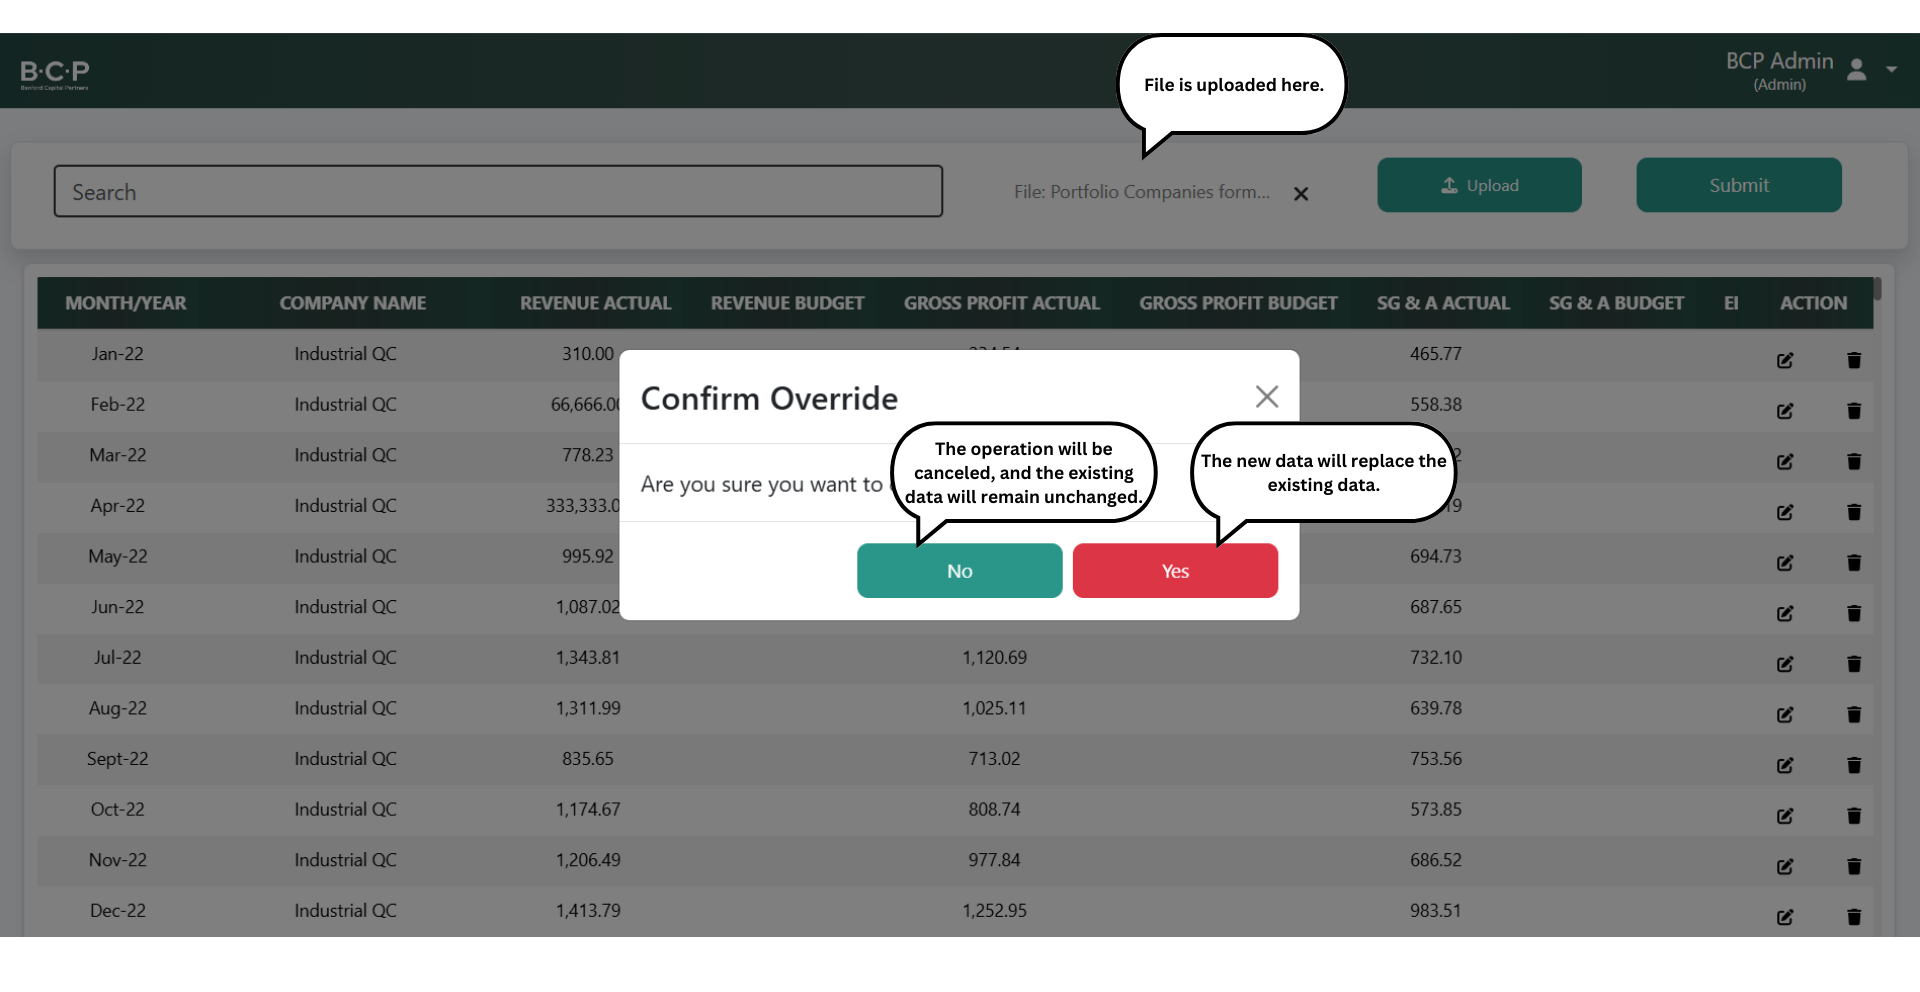 B·C·P
Benford Capital Partners
File is uploaded here.
BCP Admin
(Admin)
Search
File: Portfolio Companies form...
Upload
Submit
MONTH/YEAR COMPANY NAME REVENUE ACTUAL REVENUE BUDGET GROSS PROFIT ACTUAL GROSS PROFIT BUDGET SG & A ACTUAL SG & A BUDGET ACTION
Jan-22 Industrial QC 310.00 465.77
Feb-22 Industrial QC 66,666.0 558.38
Mar-22 Industrial QC 778.23
Apr-22 Industrial QC 333,333.0
May-22 Industrial QC 995.92 694.73
Jun-22 Industrial QC 1,087.02 687.65
Jul-22 Industrial QC 1,343.81 1,120.69 732.10
Aug-22 Industrial QC 1,311.99 1,025.11 639.78
Sept-22 Industrial QC 835.65 713.02 753.56
Oct-22 Industrial QC 1,174.67 808.74 573.85
Nov-22 Industrial QC 1,206.49 977.84 686.52
Dec-22 Industrial QC 1,413.79 1,252.95 983.51
Confirm Override
Are you sure you want to
The operation will be
canceled, and the existing
data will remain unchanged.
The new data will replace the
existing data.
No
Yes